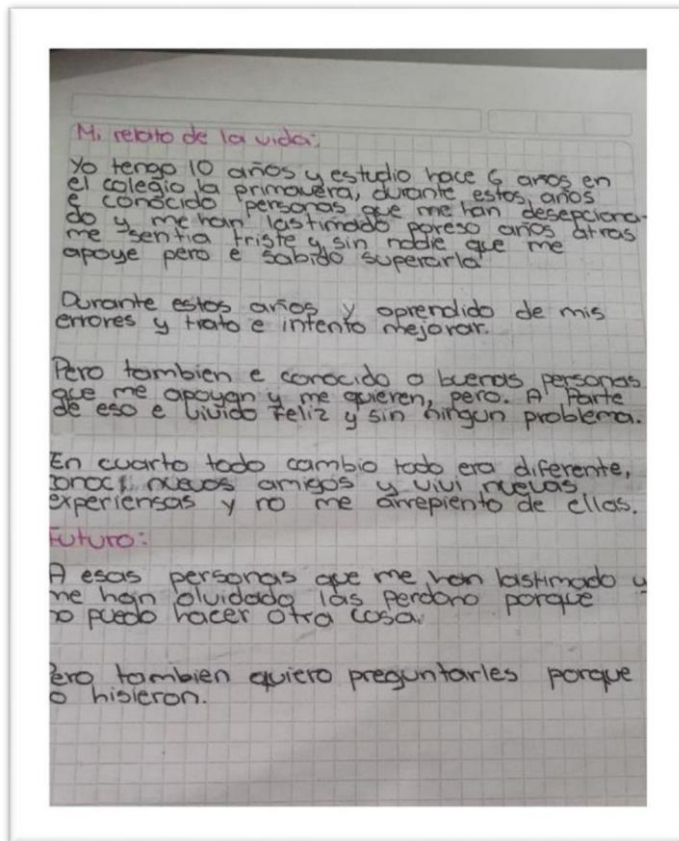 Mi relato de la vida:
Yo tengo 10 años y estudio hace 6 años en
el colegio la primavera, durante estos años
e conocido personas que me han desepciona-
do y me han lastimado poreso años atras
me sentia triste y sin nadie que me
apoye pero e sabido superarla
Durante estos años y aprendido de mis
errores y trato e intento mejorar.
Pero tambien e conocido a buenas personas
que me apoyan y me quieren, pero. A Parte
de eso e vivido feliz y sin ningun problema.
En cuarto todo cambio todo era diferente,
conoci nuevos amigos y vivi nuevas
experiensas y no me arrepiento de ellas.
Futuro:
A esas personas que me han lastimado y
me han olvidado las perdono porque
no puedo hacer otra cosa.
Pero tambien quiero preguntarles porque
lo hisieron.